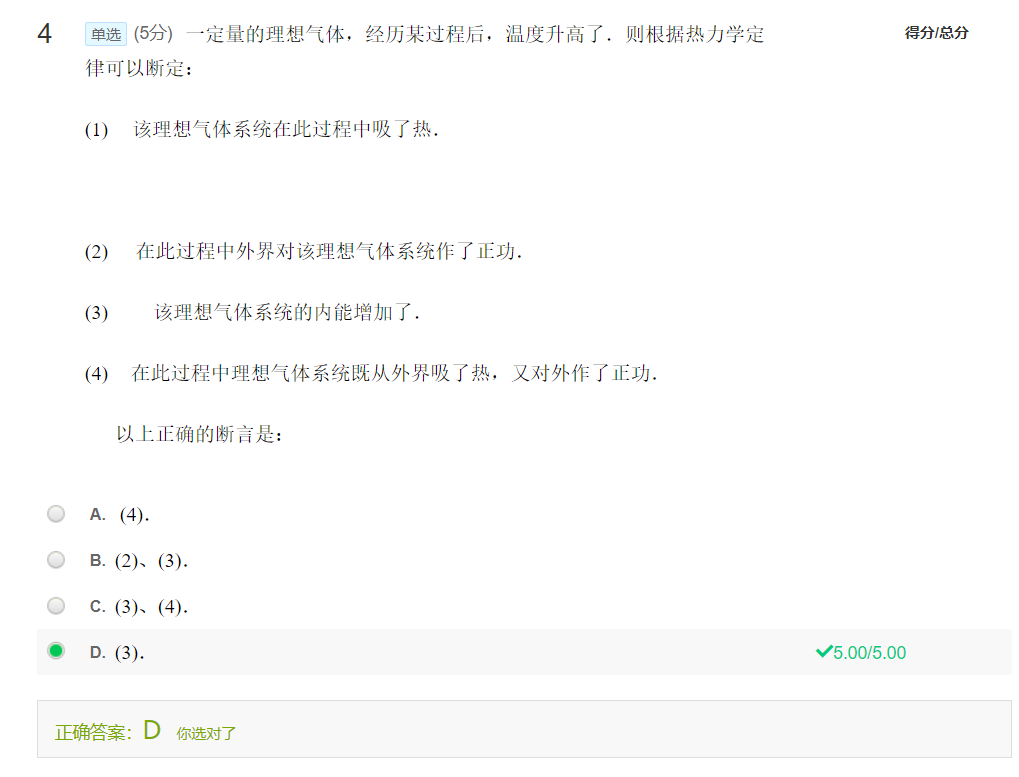 4 单选 (5分) 一定量的理想气体，经历某过程后，温度升高了．则根据热力学定 得分/总分
律可以断定：
(1) 该理想气体系统在此过程中吸了热．
(2) 在此过程中外界对该理想气体系统作了正功．
(3) 该理想气体系统的内能增加了．
(4) 在此过程中理想气体系统既从外界吸了热，又对外作了正功．
以上正确的断言是：
A. (4)．
B. (2)、(3)．
C. (3)、(4)．
D. (3)． 5.00/5.00
正确答案：D 你选对了